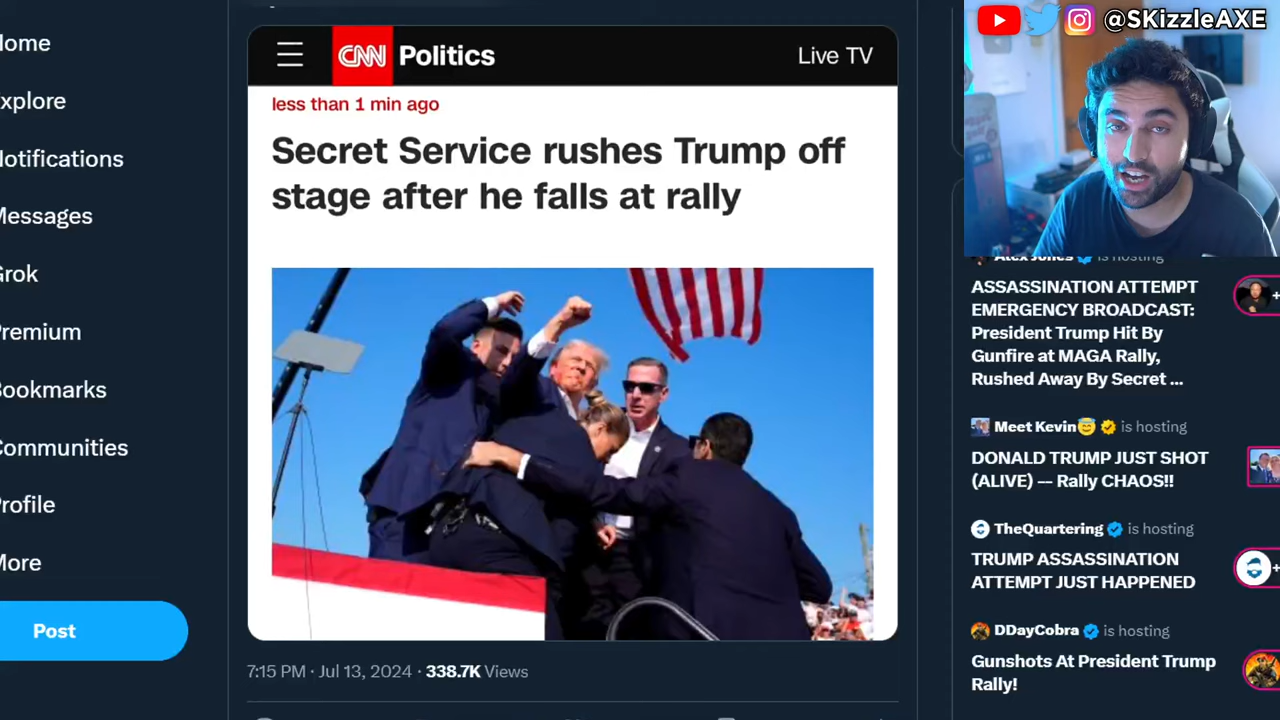 ome
xplore
otifications
essages
rok
remium
ookmarks
ommunities
rofile
ore
Post
CNN Politics
Live TV
less than 1 min ago
Secret Service rushes Trump off
stage after he falls at rally
7:15 PM · Jul 13, 2024 · 338.7K Views
@SKizzleAXE
Alex Jones is hosting
ASSASSINATION ATTEMPT
EMERGENCY BROADCAST:
President Trump Hit By
Gunfire at MAGA Rally,
Rushed Away By Secret ...
Meet Kevin is hosting
DONALD TRUMP JUST SHOT
(ALIVE) -- Rally CHAOS!!
TheQuartering is hosting
TRUMP ASSASSINATION
ATTEMPT JUST HAPPENED
DDayCobra is hosting
Gunshots At President Trump
Rally!